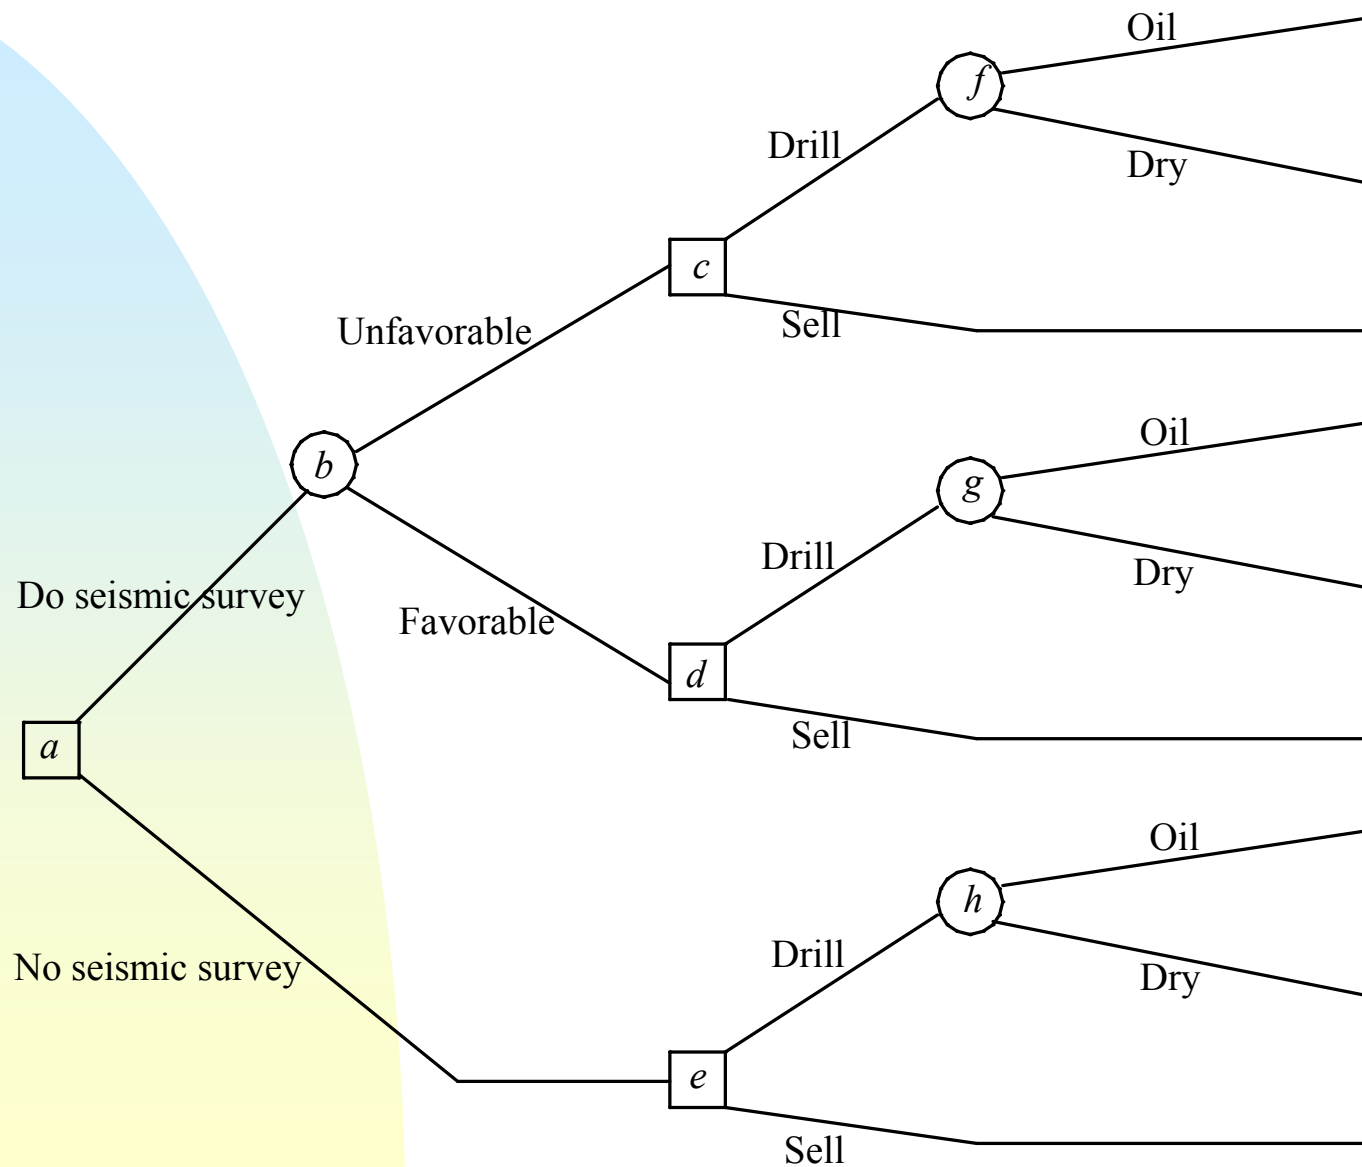 Oil
f
Drill
Dry
c
Unfavorable
Sell
Oil
b
g
Drill
Dry
Do seismic survey
Favorable
d
Sell
a
Oil
h
Drill
No seismic survey
Dry
e
Sell